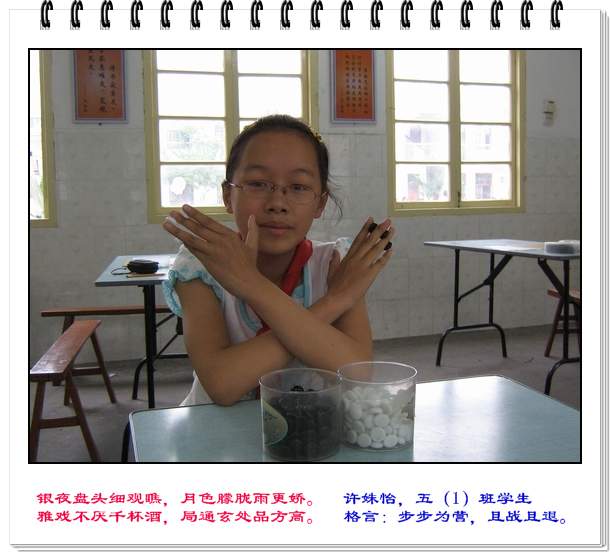 银夜盘头细观瞧，月色朦胧雨更娇。
雅戏不厌千杯酒，局通玄处品方高。
许姝怡，五（1）班学生
格言：步步为营，且战且退。